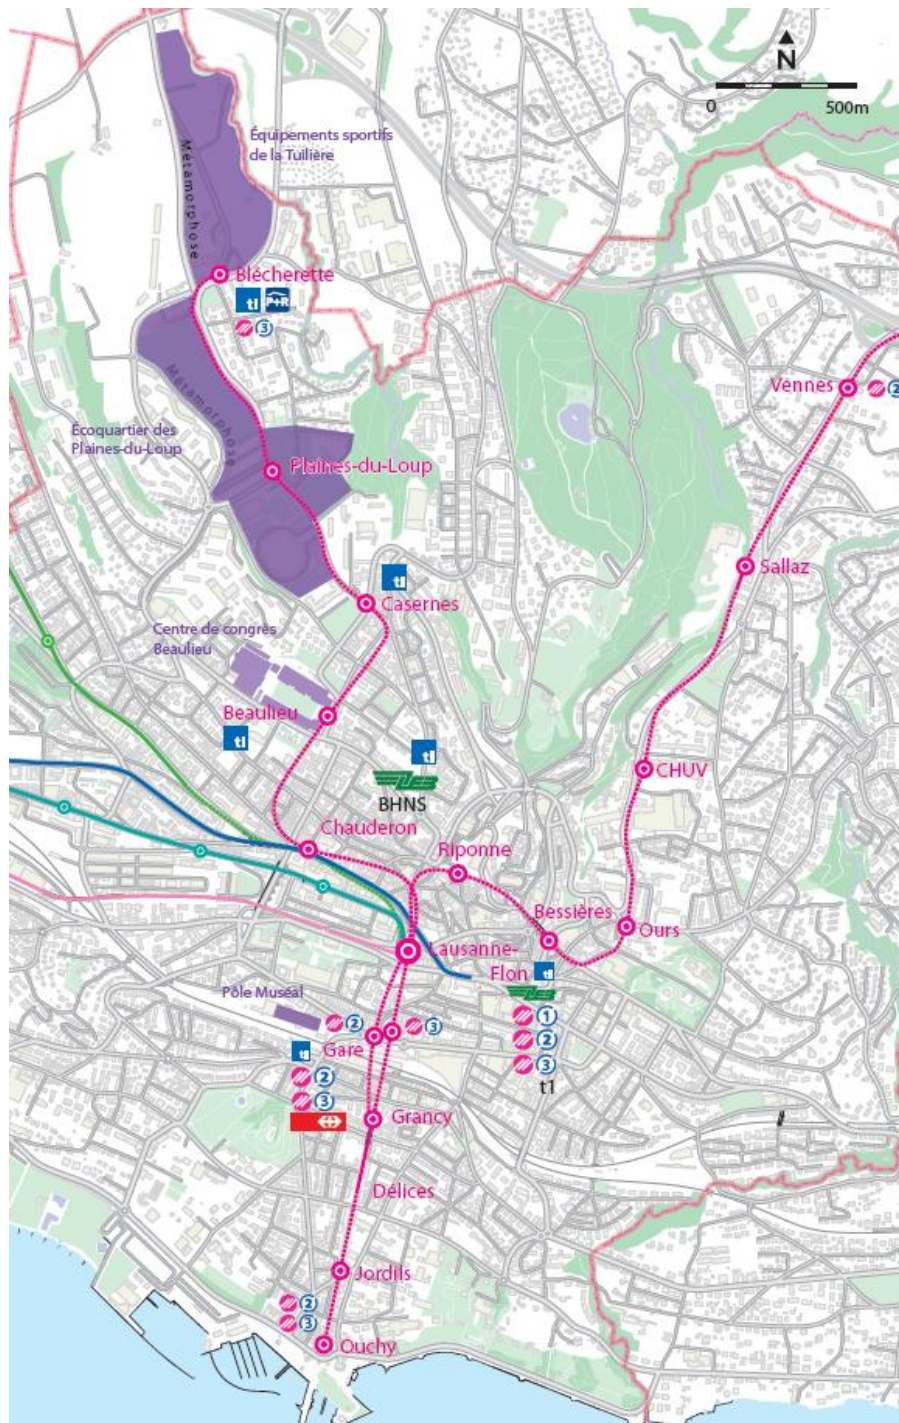 N
0 500m
Équipements sportifs
de la Tuilière
Métamorphose
Blécherette
tl P+R
3
Métamorphose
Vennes
2
Écoquartier des
Plaines-du-Loup
Plaines-du-Loup
Sallaz
tl
Casernes
Centre de congrès
Beaulieu
Beaulieu
tl
tl
LEB
BHNS
CHUV
Chauderon
Riponne
Bessières
Ours
Lausanne-
Flon
tl
Pôle Muséal
1
2
3
t1
2
3
Gare
tl
2
3
Grancy
Délices
Jordils
2
3
Ouchy